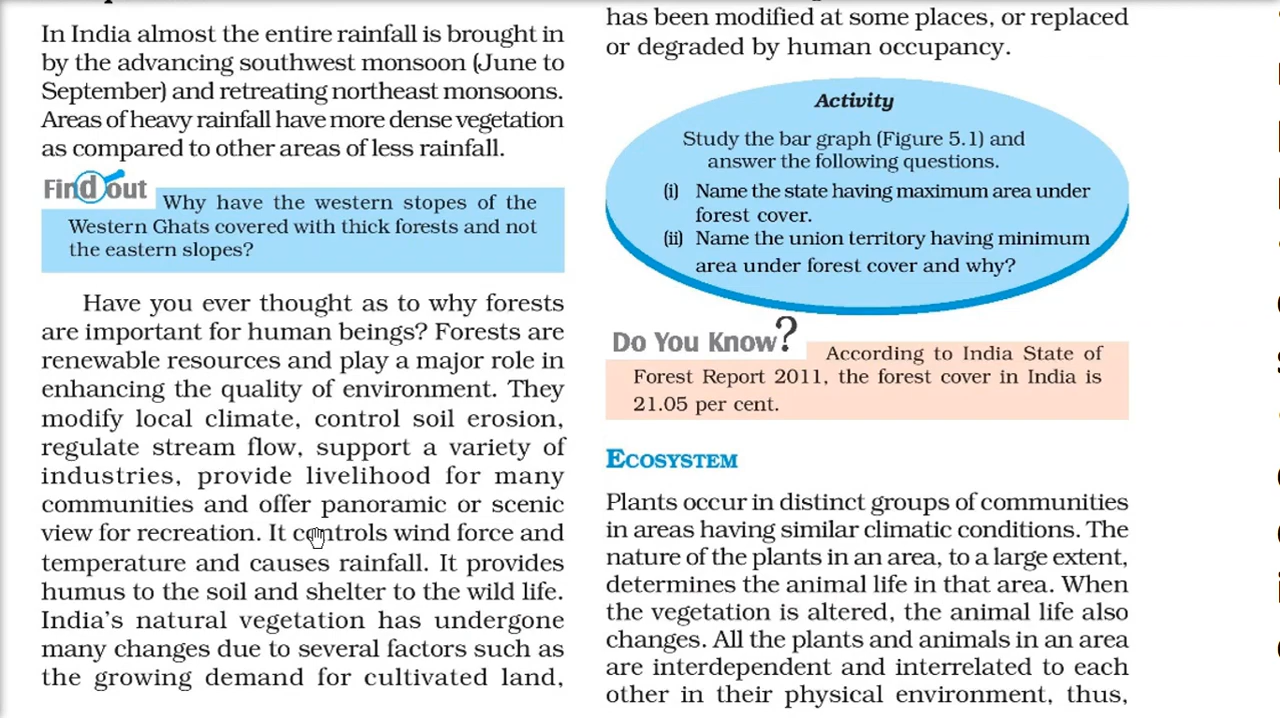 In India almost the entire rainfall is brought in
by the advancing southwest monsoon (June to
September) and retreating northeast monsoons.
Areas of heavy rainfall have more dense vegetation
as compared to other areas of less rainfall.
Find out
Why have the western stopes of the
Western Ghats covered with thick forests and not
the eastern slopes?
Have you ever thought as to why forests
are important for human beings? Forests are
renewable resources and play a major role in
enhancing the quality of environment. They
modify local climate, control soil erosion,
regulate stream flow, support a variety of
industries, provide livelihood for many
communities and offer panoramic or scenic
view for recreation. It controls wind force and
temperature and causes rainfall. It provides
humus to the soil and shelter to the wild life.
India's natural vegetation has undergone
many changes due to several factors such as
the growing demand for cultivated land,
has been modified at some places, or replaced
or degraded by human occupancy.
Activity
Study the bar graph (Figure 5.1) and
answer the following questions.
(i) Name the state having maximum area under
forest cover.
(ii) Name the union territory having minimum
area under forest cover and why?
Do You Know?
According to India State of
Forest Report 2011, the forest cover in India is
21.05 per cent.
ECOSYSTEM
Plants occur in distinct groups of communities
in areas having similar climatic conditions. The
nature of the plants in an area, to a large extent,
determines the animal life in that area. When
the vegetation is altered, the animal life also
changes. All the plants and animals in an area
are interdependent and interrelated to each
other in their physical environment, thus,